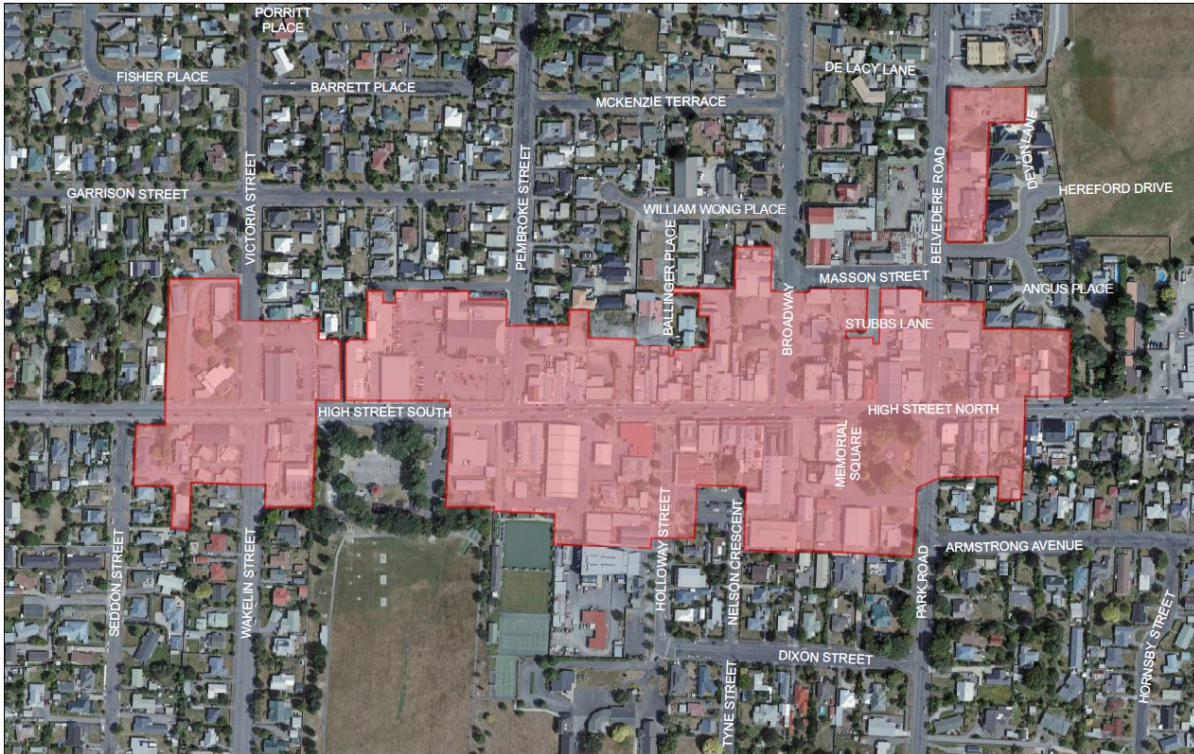 PORRITT
PLACE
FISHER PLACE
BARRETT PLACE
DE LACY LANE
MCKENZIE TERRACE
VICTORIA STREET
PEMBROKE STREET
BELVEDERE ROAD
DEVON LANE
GARRISON STREET
HEREFORD DRIVE
WILLIAM WONG PLACE
BALLINGER PLACE
MASSON STREET
ANGUS PLACE
BROADWAY
STUBBS LANE
HIGH STREET SOUTH
HIGH STREET NORTH
MEMORIAL
SQUARE
SEDDON STREET
WAKELIN STREET
HOLLOWAY STREET
NELSON CRESCENT
PARK ROAD
ARMSTRONG AVENUE
HORNSBY STREET
DIXON STREET
TYNE STREET